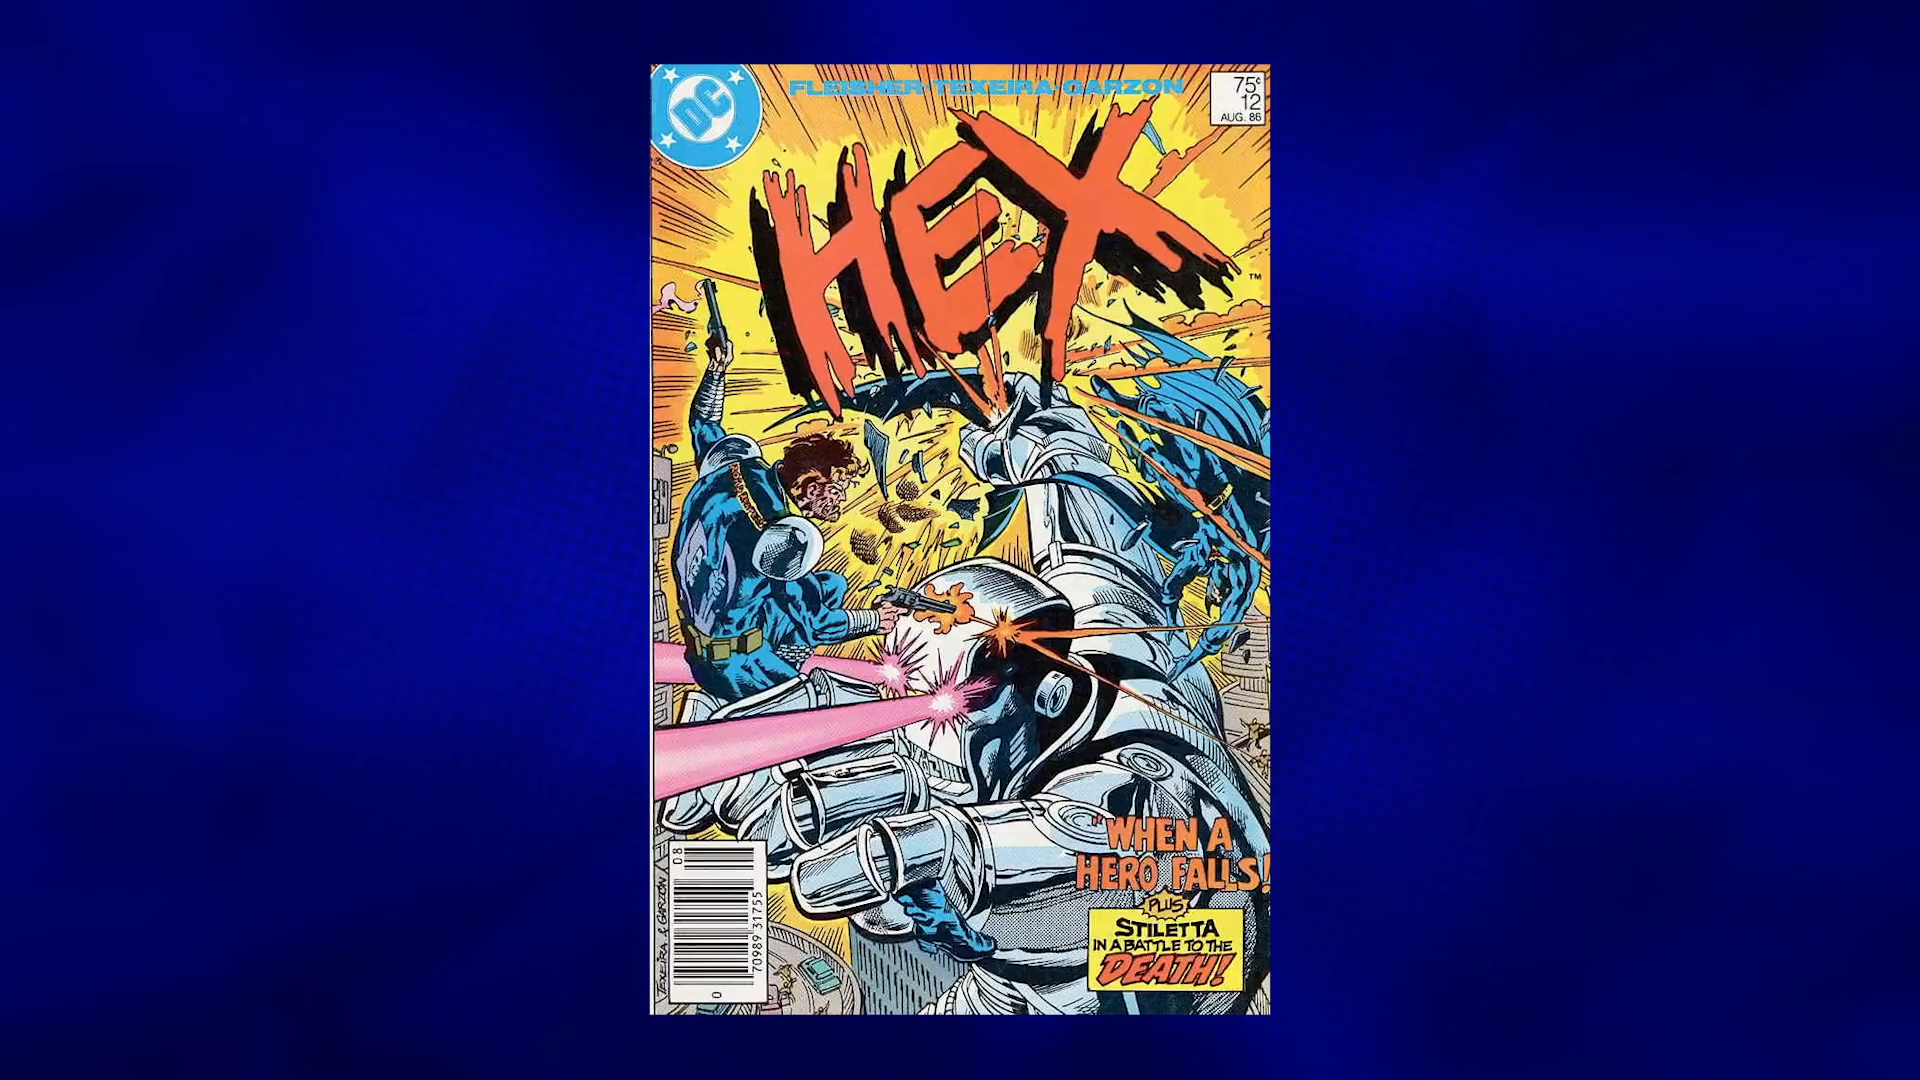 DC
FLEISHER·TEXEIRA·GARZON
75¢
12
AUG. 86
HEX
TM
"WHEN A
HERO FALLS!
PLUS
STILETTA
IN A BATTLE TO THE
DEATH!
08
70989 31755
0
TEXEIRA & GARZON